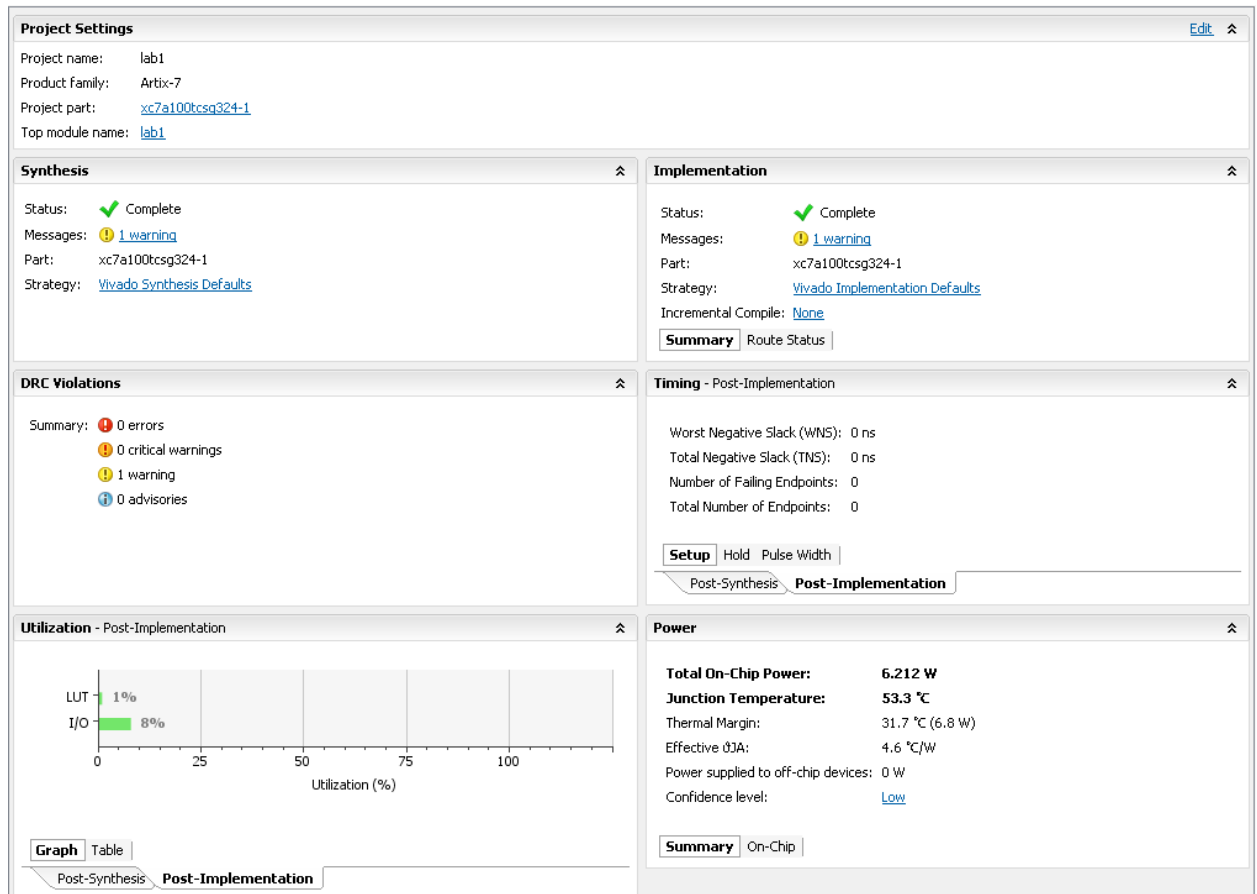 Project Settings
Edit
Project name: lab1
Product family: Artix-7
Project part: xc7a100tcsg324-1
Top module name: lab1
Synthesis
Status: Complete
Messages: 1 warning
Part: xc7a100tcsg324-1
Strategy: Vivado Synthesis Defaults
Implementation
Status: Complete
Messages: 1 warning
Part: xc7a100tcsg324-1
Strategy: Vivado Implementation Defaults
Incremental Compile: None
Summary Route Status
DRC Violations
Summary: 0 errors
0 critical warnings
1 warning
0 advisories
Timing - Post-Implementation
Worst Negative Slack (WNS): 0 ns
Total Negative Slack (TNS): 0 ns
Number of Failing Endpoints: 0
Total Number of Endpoints: 0
Setup Hold Pulse Width
Post-Synthesis Post-Implementation
Utilization - Post-Implementation
LUT 1%
I/O 8%
0 25 50 75 100
Utilization (%)
Graph Table
Post-Synthesis Post-Implementation
Power
Total On-Chip Power: 6.212 W
Junction Temperature: 53.3 °C
Thermal Margin: 31.7 °C (6.8 W)
Effective ϑJA: 4.6 °C/W
Power supplied to off-chip devices: 0 W
Confidence level: Low
Summary On-Chip